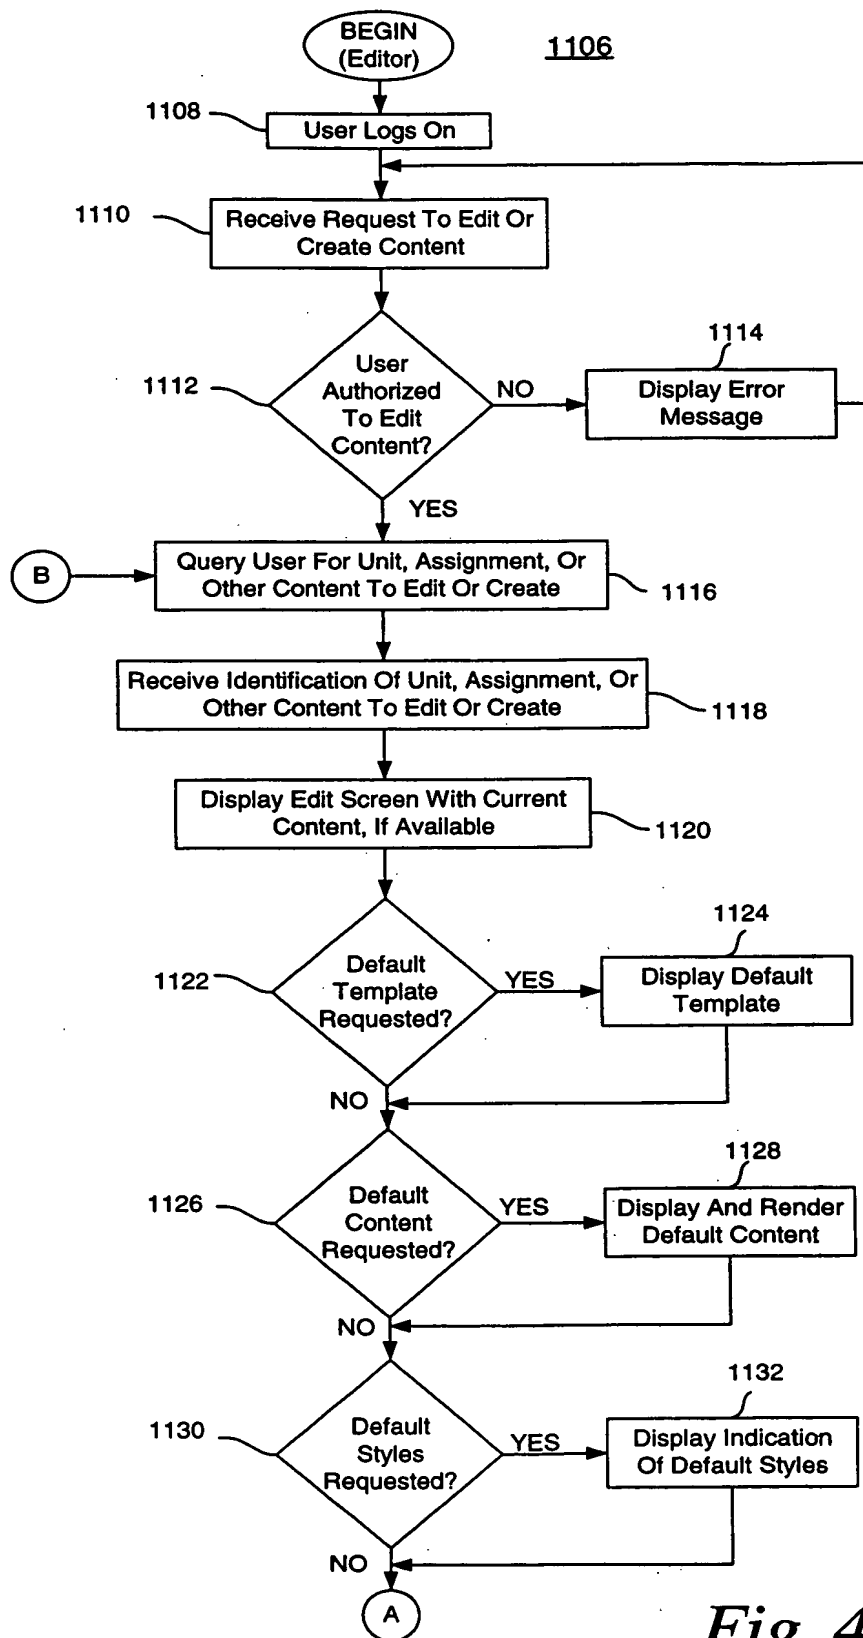 BEGIN
(Editor)
1106
1108
User Logs On
1110
Receive Request To Edit Or
Create Content
1112
User
Authorized
To Edit
Content?
NO
1114
Display Error
Message
YES
B
Query User For Unit, Assignment, Or
Other Content To Edit Or Create
1116
Receive Identification Of Unit, Assignment, Or
Other Content To Edit Or Create
1118
Display Edit Screen With Current
Content, If Available
1120
1122
Default
Template
Requested?
YES
1124
Display Default
Template
NO
1126
Default
Content
Requested?
YES
1128
Display And Render
Default Content
NO
1130
Default
Styles
Requested?
YES
1132
Display Indication
Of Default Styles
NO
A
Fig. 4